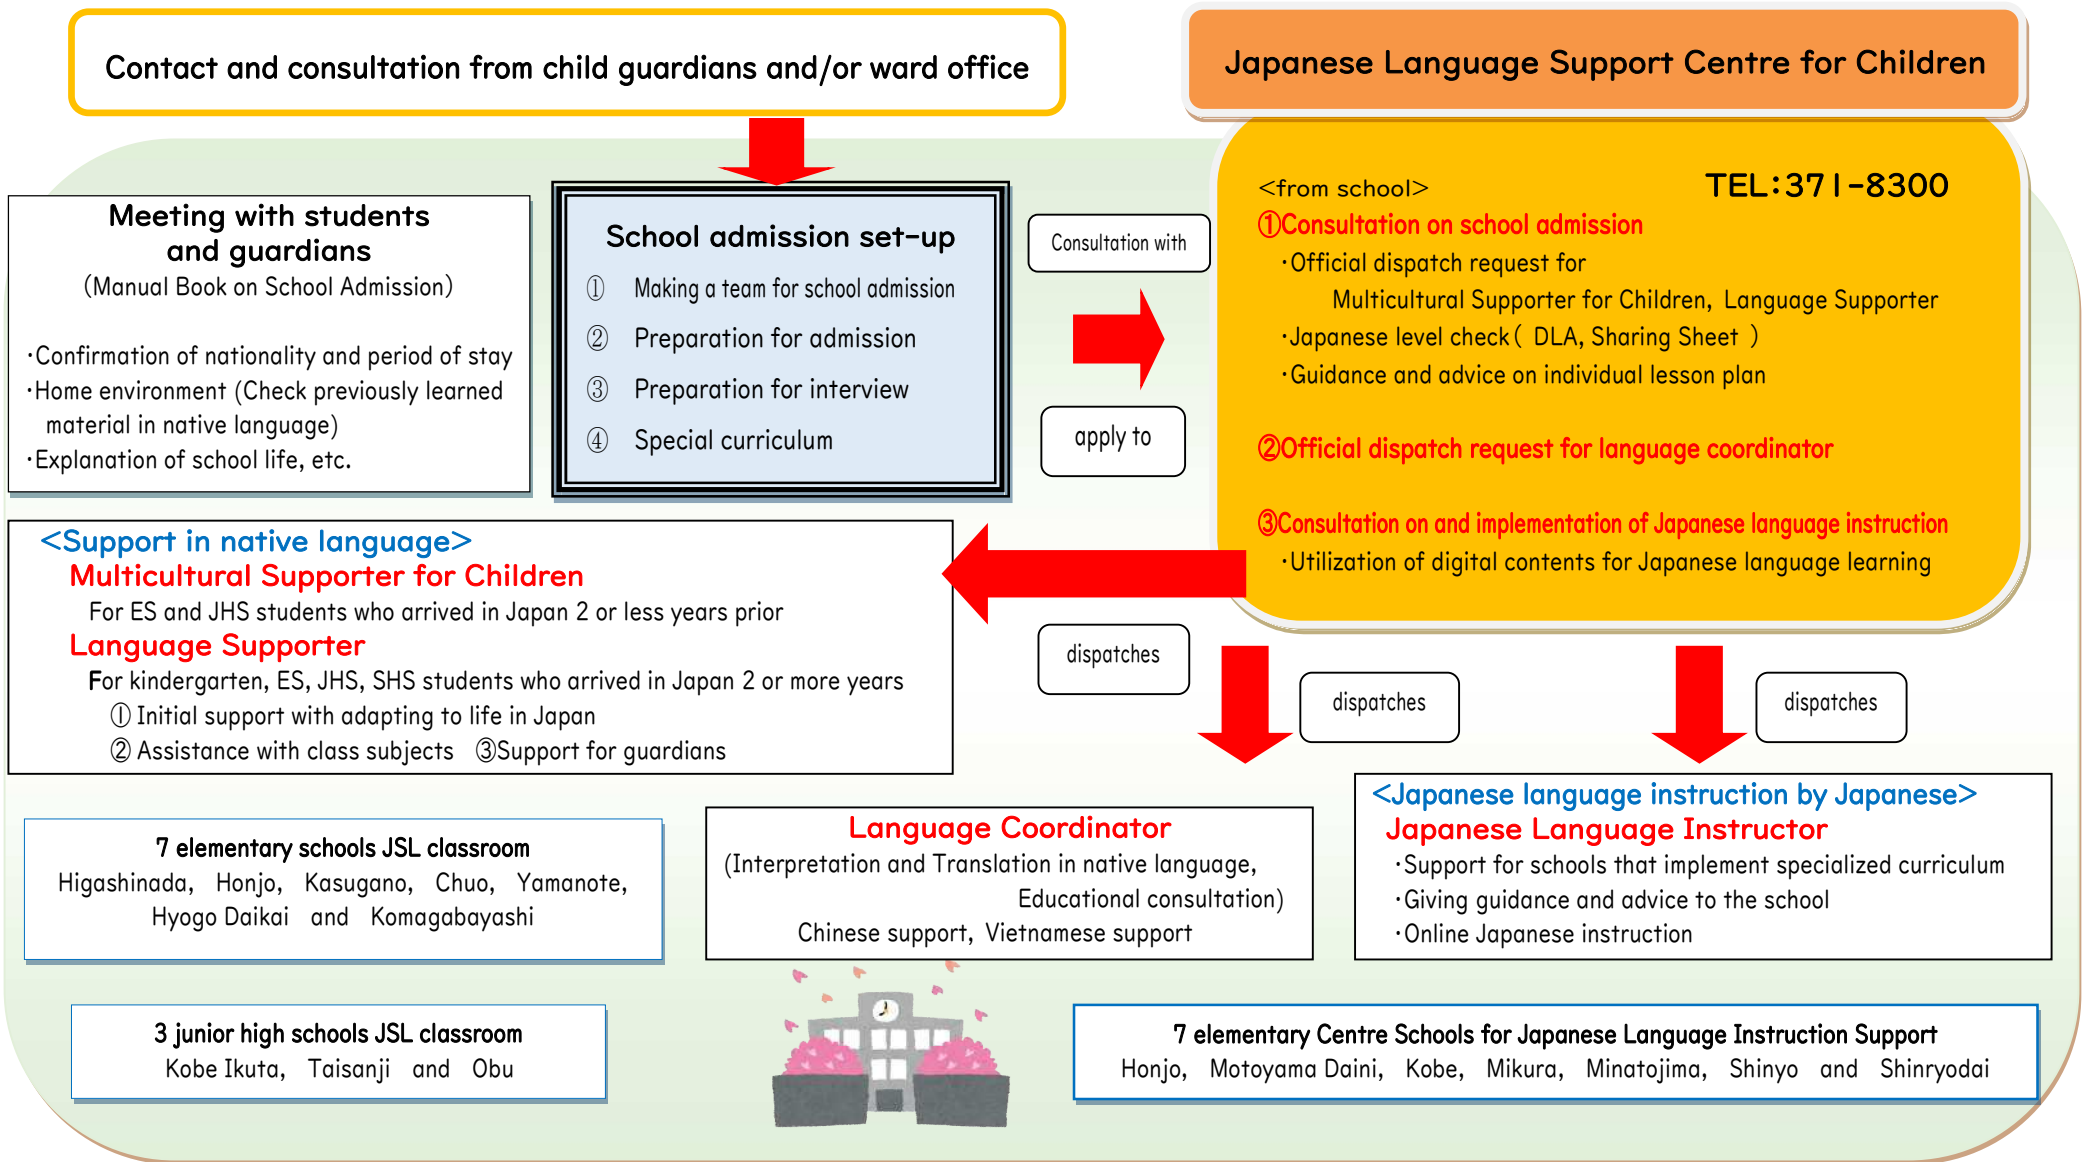 Contact and consultation from child guardians and/or ward office
Japanese Language Support Centre for Children
Meeting with students
and guardians
(Manual Book on School Admission)
・Confirmation of nationality and period of stay
・Home environment (Check previously learned
material in native language)
・Explanation of school life, etc.
School admission set-up
① Making a team for school admission
② Preparation for admission
③ Preparation for interview
④ Special curriculum
Consultation with
apply to
<from school>
TEL:371-8300
①Consultation on school admission
・Official dispatch request for
Multicultural Supporter for Children, Language Supporter
・Japanese level check( DLA, Sharing Sheet )
・Guidance and advice on individual lesson plan
②Official dispatch request for language coordinator
③Consultation on and implementation of Japanese language instruction
・Utilization of digital contents for Japanese language learning
<Support in native language>
Multicultural Supporter for Children
For ES and JHS students who arrived in Japan 2 or less years prior
Language Supporter
For kindergarten, ES, JHS, SHS students who arrived in Japan 2 or more years
① Initial support with adapting to life in Japan
② Assistance with class subjects ③Support for guardians
dispatches
dispatches
dispatches
7 elementary schools JSL classroom
Higashinada, Honjo, Kasugano, Chuo, Yamanote,
Hyogo Daikai and Komagabayashi
Language Coordinator
(Interpretation and Translation in native language,
Educational consultation)
Chinese support, Vietnamese support
<Japanese language instruction by Japanese>
Japanese Language Instructor
・Support for schools that implement specialized curriculum
・Giving guidance and advice to the school
・Online Japanese instruction
3 junior high schools JSL classroom
Kobe Ikuta, Taisanji and Obu
7 elementary Centre Schools for Japanese Language Instruction Support
Honjo, Motoyama Daini, Kobe, Mikura, Minatojima, Shinyo and Shinryodai